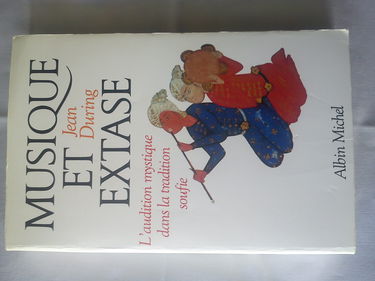 MUSIQUE
ET
Jean
During
EXTASE
L'audition mystique
dans la tradition
soufie
Albin Michel